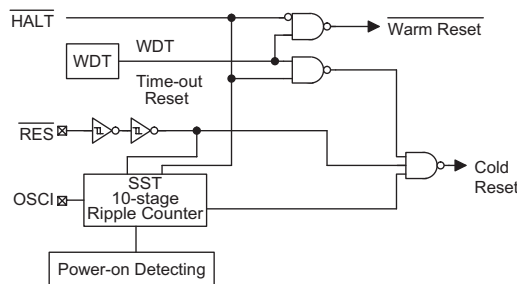 HALT
WDT
WDT
Time-out
Reset
Warm Reset
RES
Cold
Reset
OSCI
SST
10-stage
Ripple Counter
Power-on Detecting